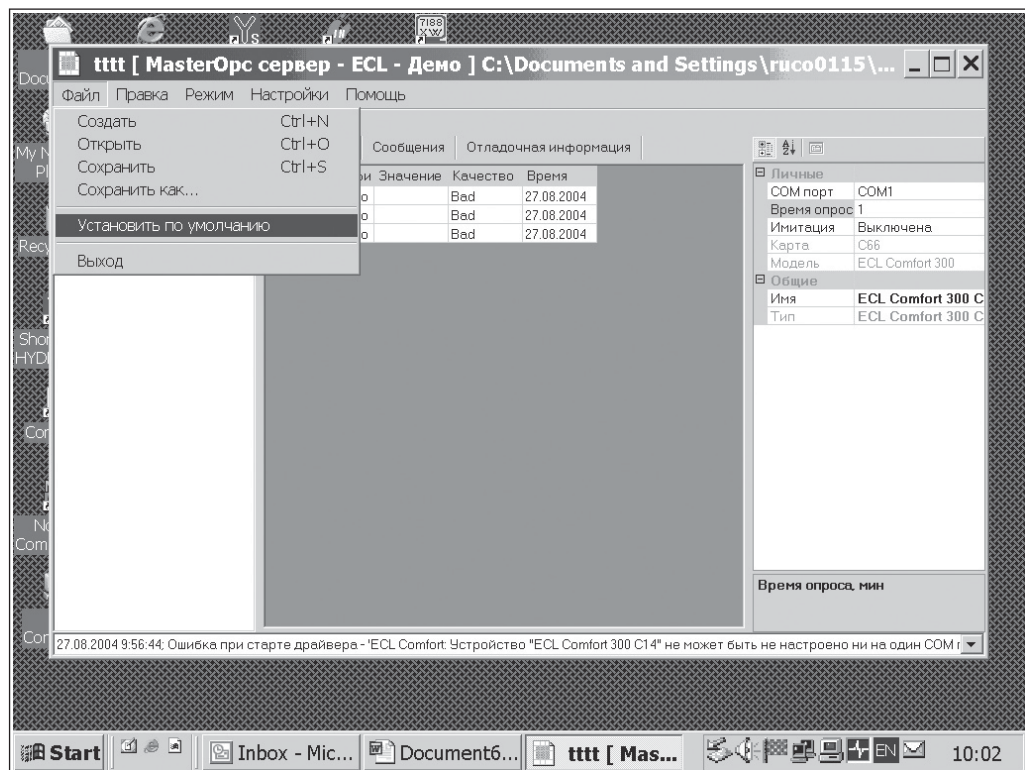 7188
XW
Ys
tttt [ MasterOpc сервер - ECL - Демо ] C:\Documents and Settings\ruco0115\...
Файл Правка Режим Настройки Помощь
Создать Ctrl+N
Открыть Ctrl+O
Сохранить Ctrl+S
Сохранить как...
Установить по умолчанию
Выход
Сообщения Отладочная информация
Значение Качество Время
Bad 27.08.2004
Bad 27.08.2004
Bad 27.08.2004
Личные
COM порт COM1
Время опрос 1
Имитация Выключена
Карта C66
Модель ECL Comfort 300
Общие
Имя ECL Comfort 300 C
Тип ECL Comfort 300 C
Время опроса, мин
27.08.2004 9:56:44; Ошибка при старте драйвера - 'ECL Comfort: Устройство "ECL Comfort 300 C14" не может быть не настроено ни на один COM
My N
Start
Inbox - Mic...
Document6...
tttt [ Mas...
EN
10:02